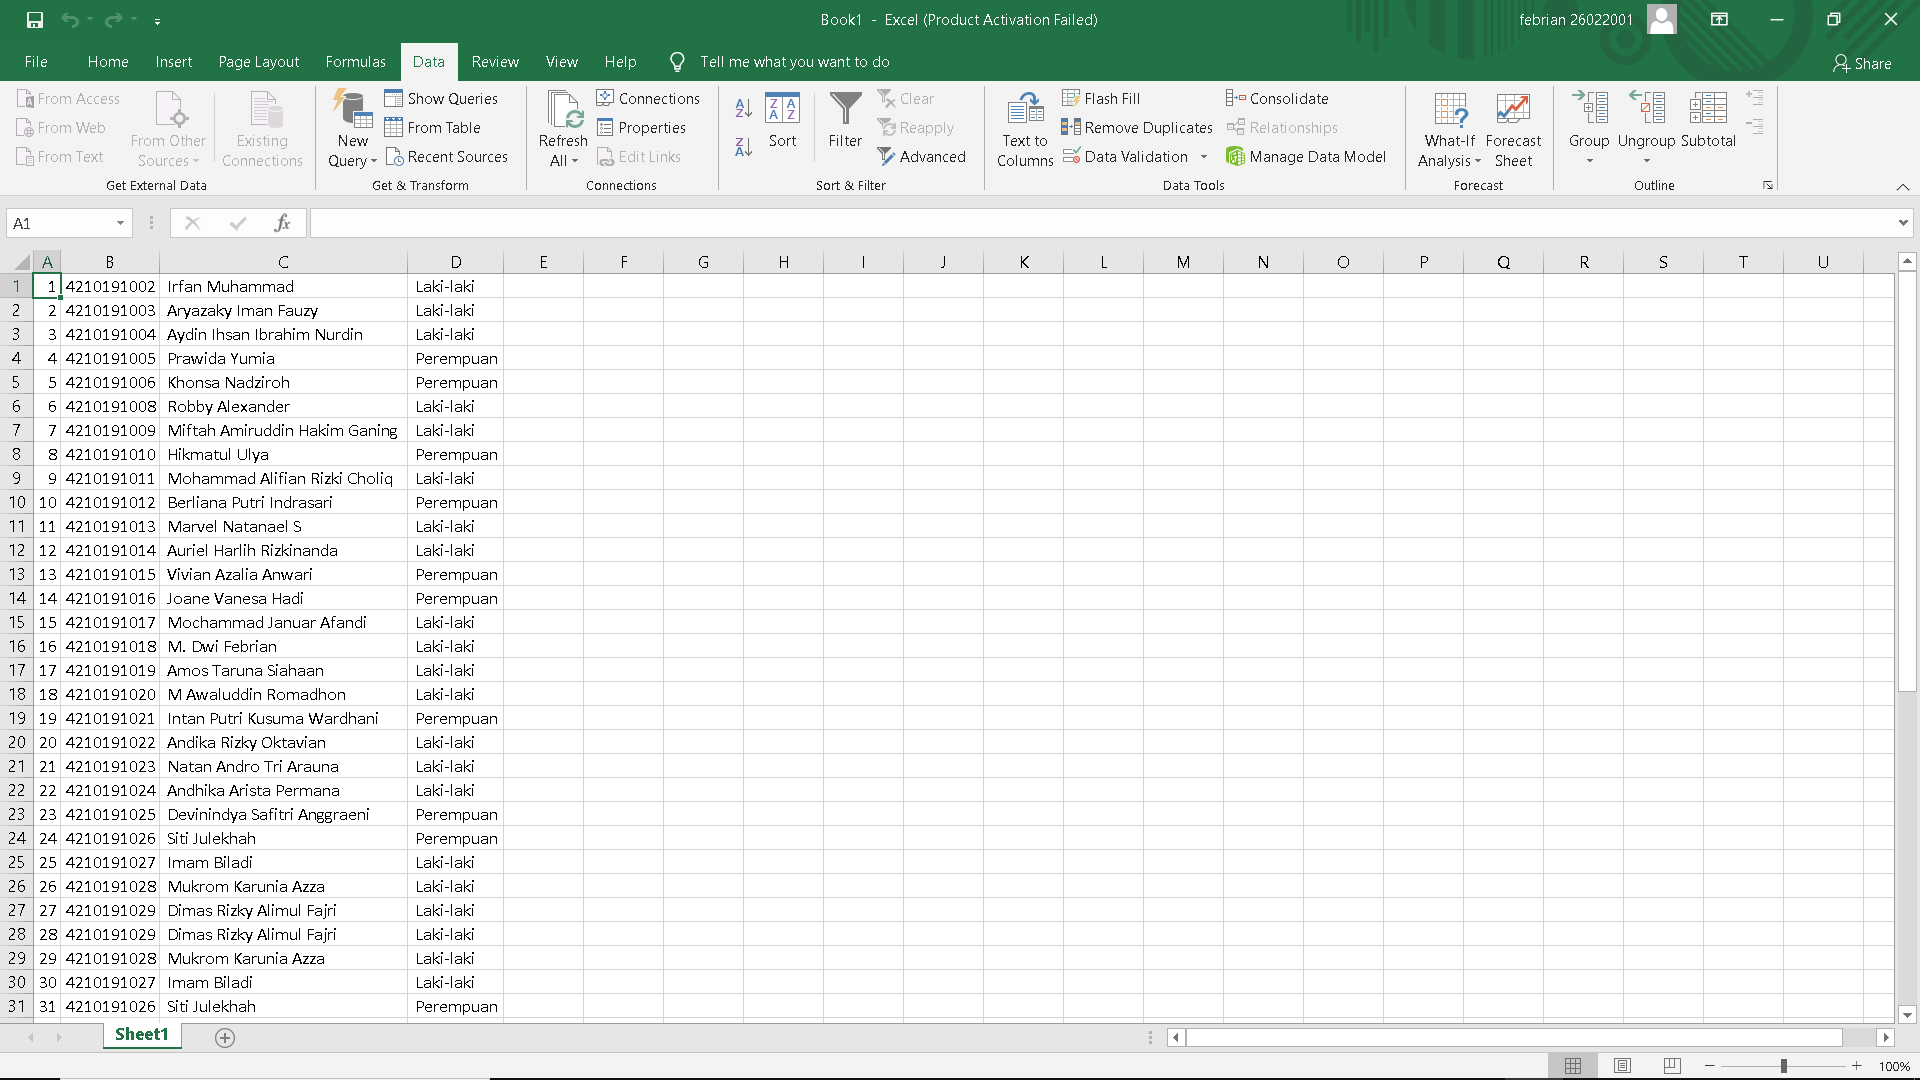 Book1 - Excel (Product Activation Failed)
febrian 26022001
File Home Insert Page Layout Formulas Data Review View Help Tell me what you want to do
Share
From Access
From Web
From Text
From Other Sources
Existing Connections
Get External Data
New Query
Show Queries
From Table
Recent Sources
Get & Transform
Refresh All
Connections
Properties
Edit Links
Connections
Sort
Filter
Clear
Reapply
Advanced
Sort & Filter
Text to Columns
Flash Fill
Remove Duplicates
Data Validation
Consolidate
Relationships
Manage Data Model
Data Tools
What-If Analysis
Forecast Sheet
Forecast
Group
Ungroup
Subtotal
Outline
A1
fx
A B C D E F G H I J K L M N O P Q R S T U
1 1 4210191002 Irfan Muhammad Laki-laki
2 2 4210191003 Aryazaky Iman Fauzy Laki-laki
3 3 4210191004 Aydin Ihsan Ibrahim Nurdin Laki-laki
4 4 4210191005 Prawida Yumia Perempuan
5 5 4210191006 Khonsa Nadziroh Perempuan
6 6 4210191008 Robby Alexander Laki-laki
7 7 4210191009 Miftah Amiruddin Hakim Ganing Laki-laki
8 8 4210191010 Hikmatul Ulya Perempuan
9 9 4210191011 Mohammad Alifian Rizki Choliq Laki-laki
10 10 4210191012 Berliana Putri Indrasari Perempuan
11 11 4210191013 Marvel Natanael S Laki-laki
12 12 4210191014 Auriel Harlih Rizkinanda Laki-laki
13 13 4210191015 Vivian Azalia Anwari Perempuan
14 14 4210191016 Joane Vanesa Hadi Perempuan
15 15 4210191017 Mochammad Januar Afandi Laki-laki
16 16 4210191018 M. Dwi Febrian Laki-laki
17 17 4210191019 Amos Taruna Siahaan Laki-laki
18 18 4210191020 M Awaluddin Romadhon Laki-laki
19 19 4210191021 Intan Putri Kusuma Wardhani Perempuan
20 20 4210191022 Andika Rizky Oktavian Laki-laki
21 21 4210191023 Natan Andro Tri Arauna Laki-laki
22 22 4210191024 Andhika Arista Permana Laki-laki
23 23 4210191025 Devinindya Safitri Anggraeni Perempuan
24 24 4210191026 Siti Julekhah Perempuan
25 25 4210191027 Imam Biladi Laki-laki
26 26 4210191028 Mukrom Karunia Azza Laki-laki
27 27 4210191029 Dimas Rizky Alimul Fajri Laki-laki
28 28 4210191029 Dimas Rizky Alimul Fajri Laki-laki
29 29 4210191028 Mukrom Karunia Azza Laki-laki
30 30 4210191027 Imam Biladi Laki-laki
31 31 4210191026 Siti Julekhah Perempuan
Sheet1
100%